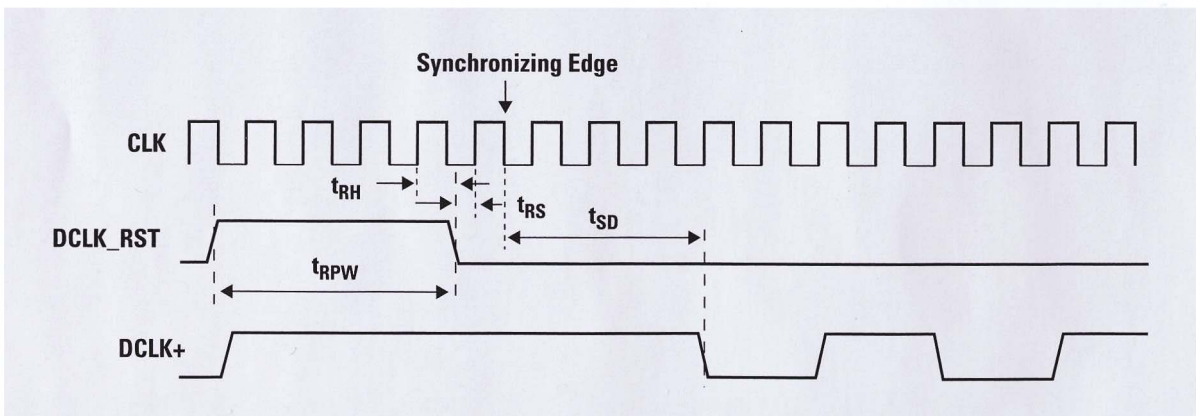 Synchronizing Edge
CLK
tRH
tRS
DCLK_RST
tSD
tRPW
DCLK+